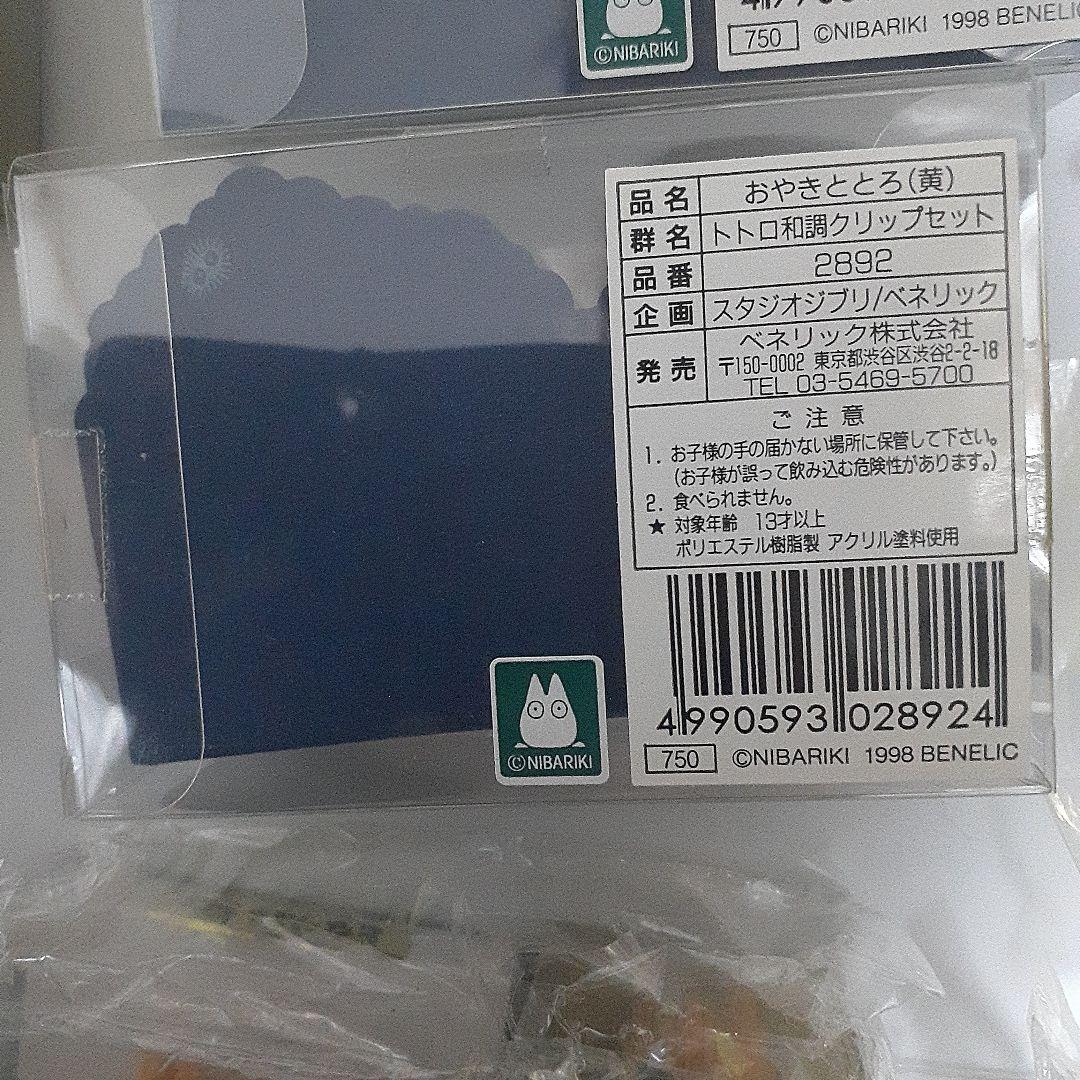 ©NIBARIKI
750 ©NIBARIKI 1998 BENELIC
品名 おやきととろ(黄)
群名 トトロ和調クリップセット
品番 2892
企画 スタジオジブリ/ベネリック
発売 ベネリック株式会社
〒150-0002 東京都渋谷区渋谷2-2-18
TEL 03-5469-5700
ご注意
1. お子様の手の届かない場所に保管して下さい。
(お子様が誤って飲み込む危険性があります。)
2. 食べられません。
★ 対象年齢 13才以上
ポリエステル樹脂製 アクリル塗料使用
4 990593 028924
750 ©NIBARIKI 1998 BENELIC
©NIBARIKI